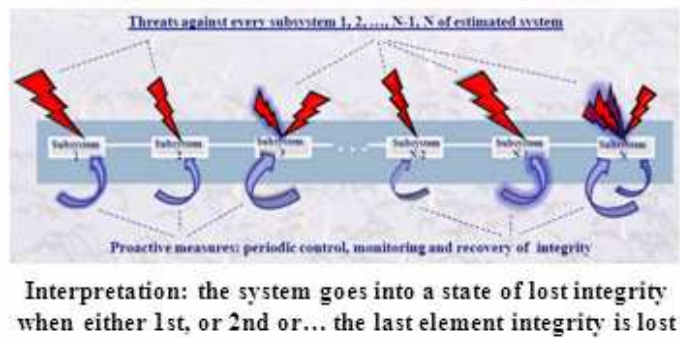 Threats against every subsystem 1, 2, ..., N-1, N of estimated system
Subsystem
1
Subsystem
2
Subsystem
3
. . .
Subsystem
N-2
Subsystem
N-1
Subsystem
N
Proactive measures: periodic control, monitoring and recovery of integrity
Interpretation: the system goes into a state of lost integrity
when either 1st, or 2nd or… the last element integrity is lost